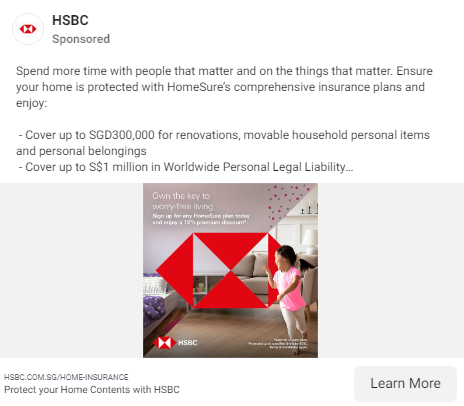 HSBC
Sponsored
Spend more time with people that matter and on the things that matter. Ensure
your home is protected with HomeSure's comprehensive insurance plans and
enjoy:
- Cover up to SGD300,000 for renovations, movable household personal items
and personal belongings
- Cover up to S$1 million in Worldwide Personal Legal Liability...
Own the key to
worry-free living
Sign up for any HomeSure plan today
and enjoy a 10% premium discount*.
HSBC
HSBC.COM.SG/HOME-INSURANCE
Protect your Home Contents with HSBC
Learn More